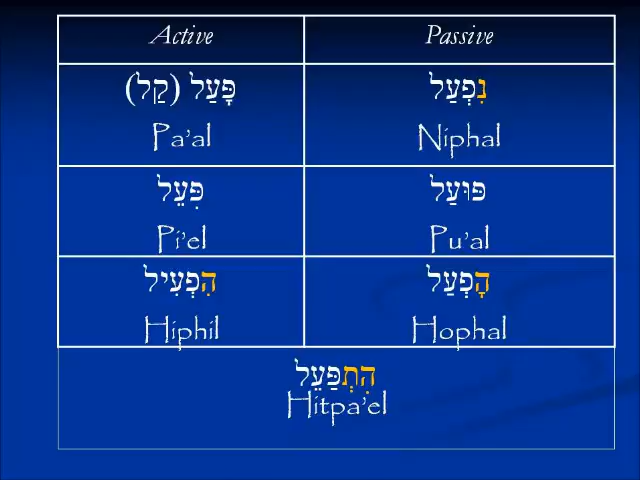 Active
Passive
פָּעַל (קַל)
Pa'al
נִפְעַל
Niphal
פִּעֵל
Pi'el
פּוּעַל
Pu'al
הִפְעִיל
Hiphil
הָפְעַל
Hophal
הִתְפַּעֵל
Hitpa'el